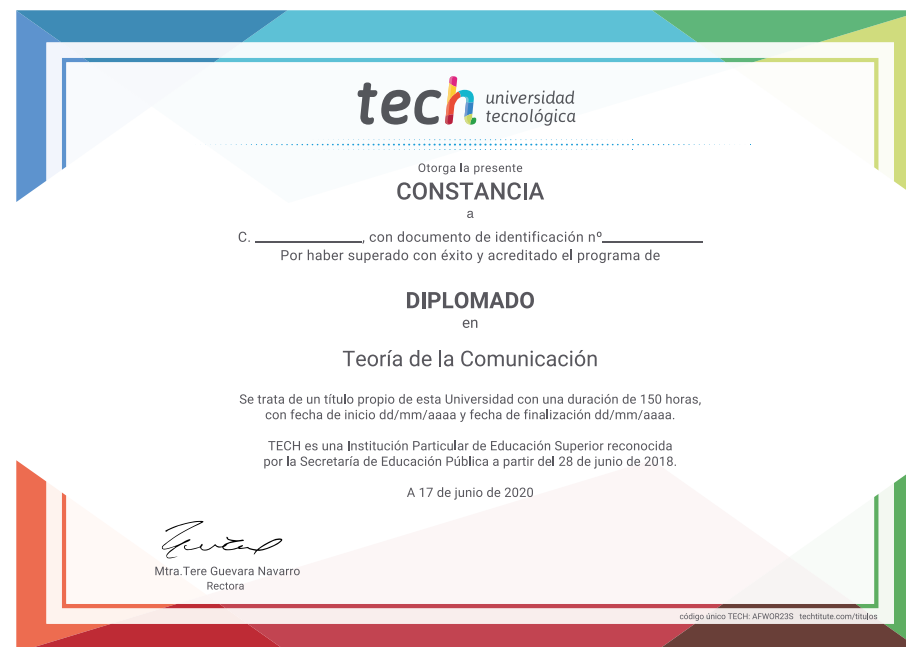 tech universidad
tecnológica
Otorga la presente
CONSTANCIA
a
C. ____________, con documento de identificación nº____________
Por haber superado con éxito y acreditado el programa de
DIPLOMADO
en
Teoría de la Comunicación
Se trata de un título propio de esta Universidad con una duración de 150 horas,
con fecha de inicio dd/mm/aaaa y fecha de finalización dd/mm/aaaa.
TECH es una Institución Particular de Educación Superior reconocida
por la Secretaría de Educación Pública a partir del 28 de junio de 2018.
A 17 de junio de 2020
Mtra.Tere Guevara Navarro
Rectora
código único TECH: AFWOR23S techtitute.com/titulos